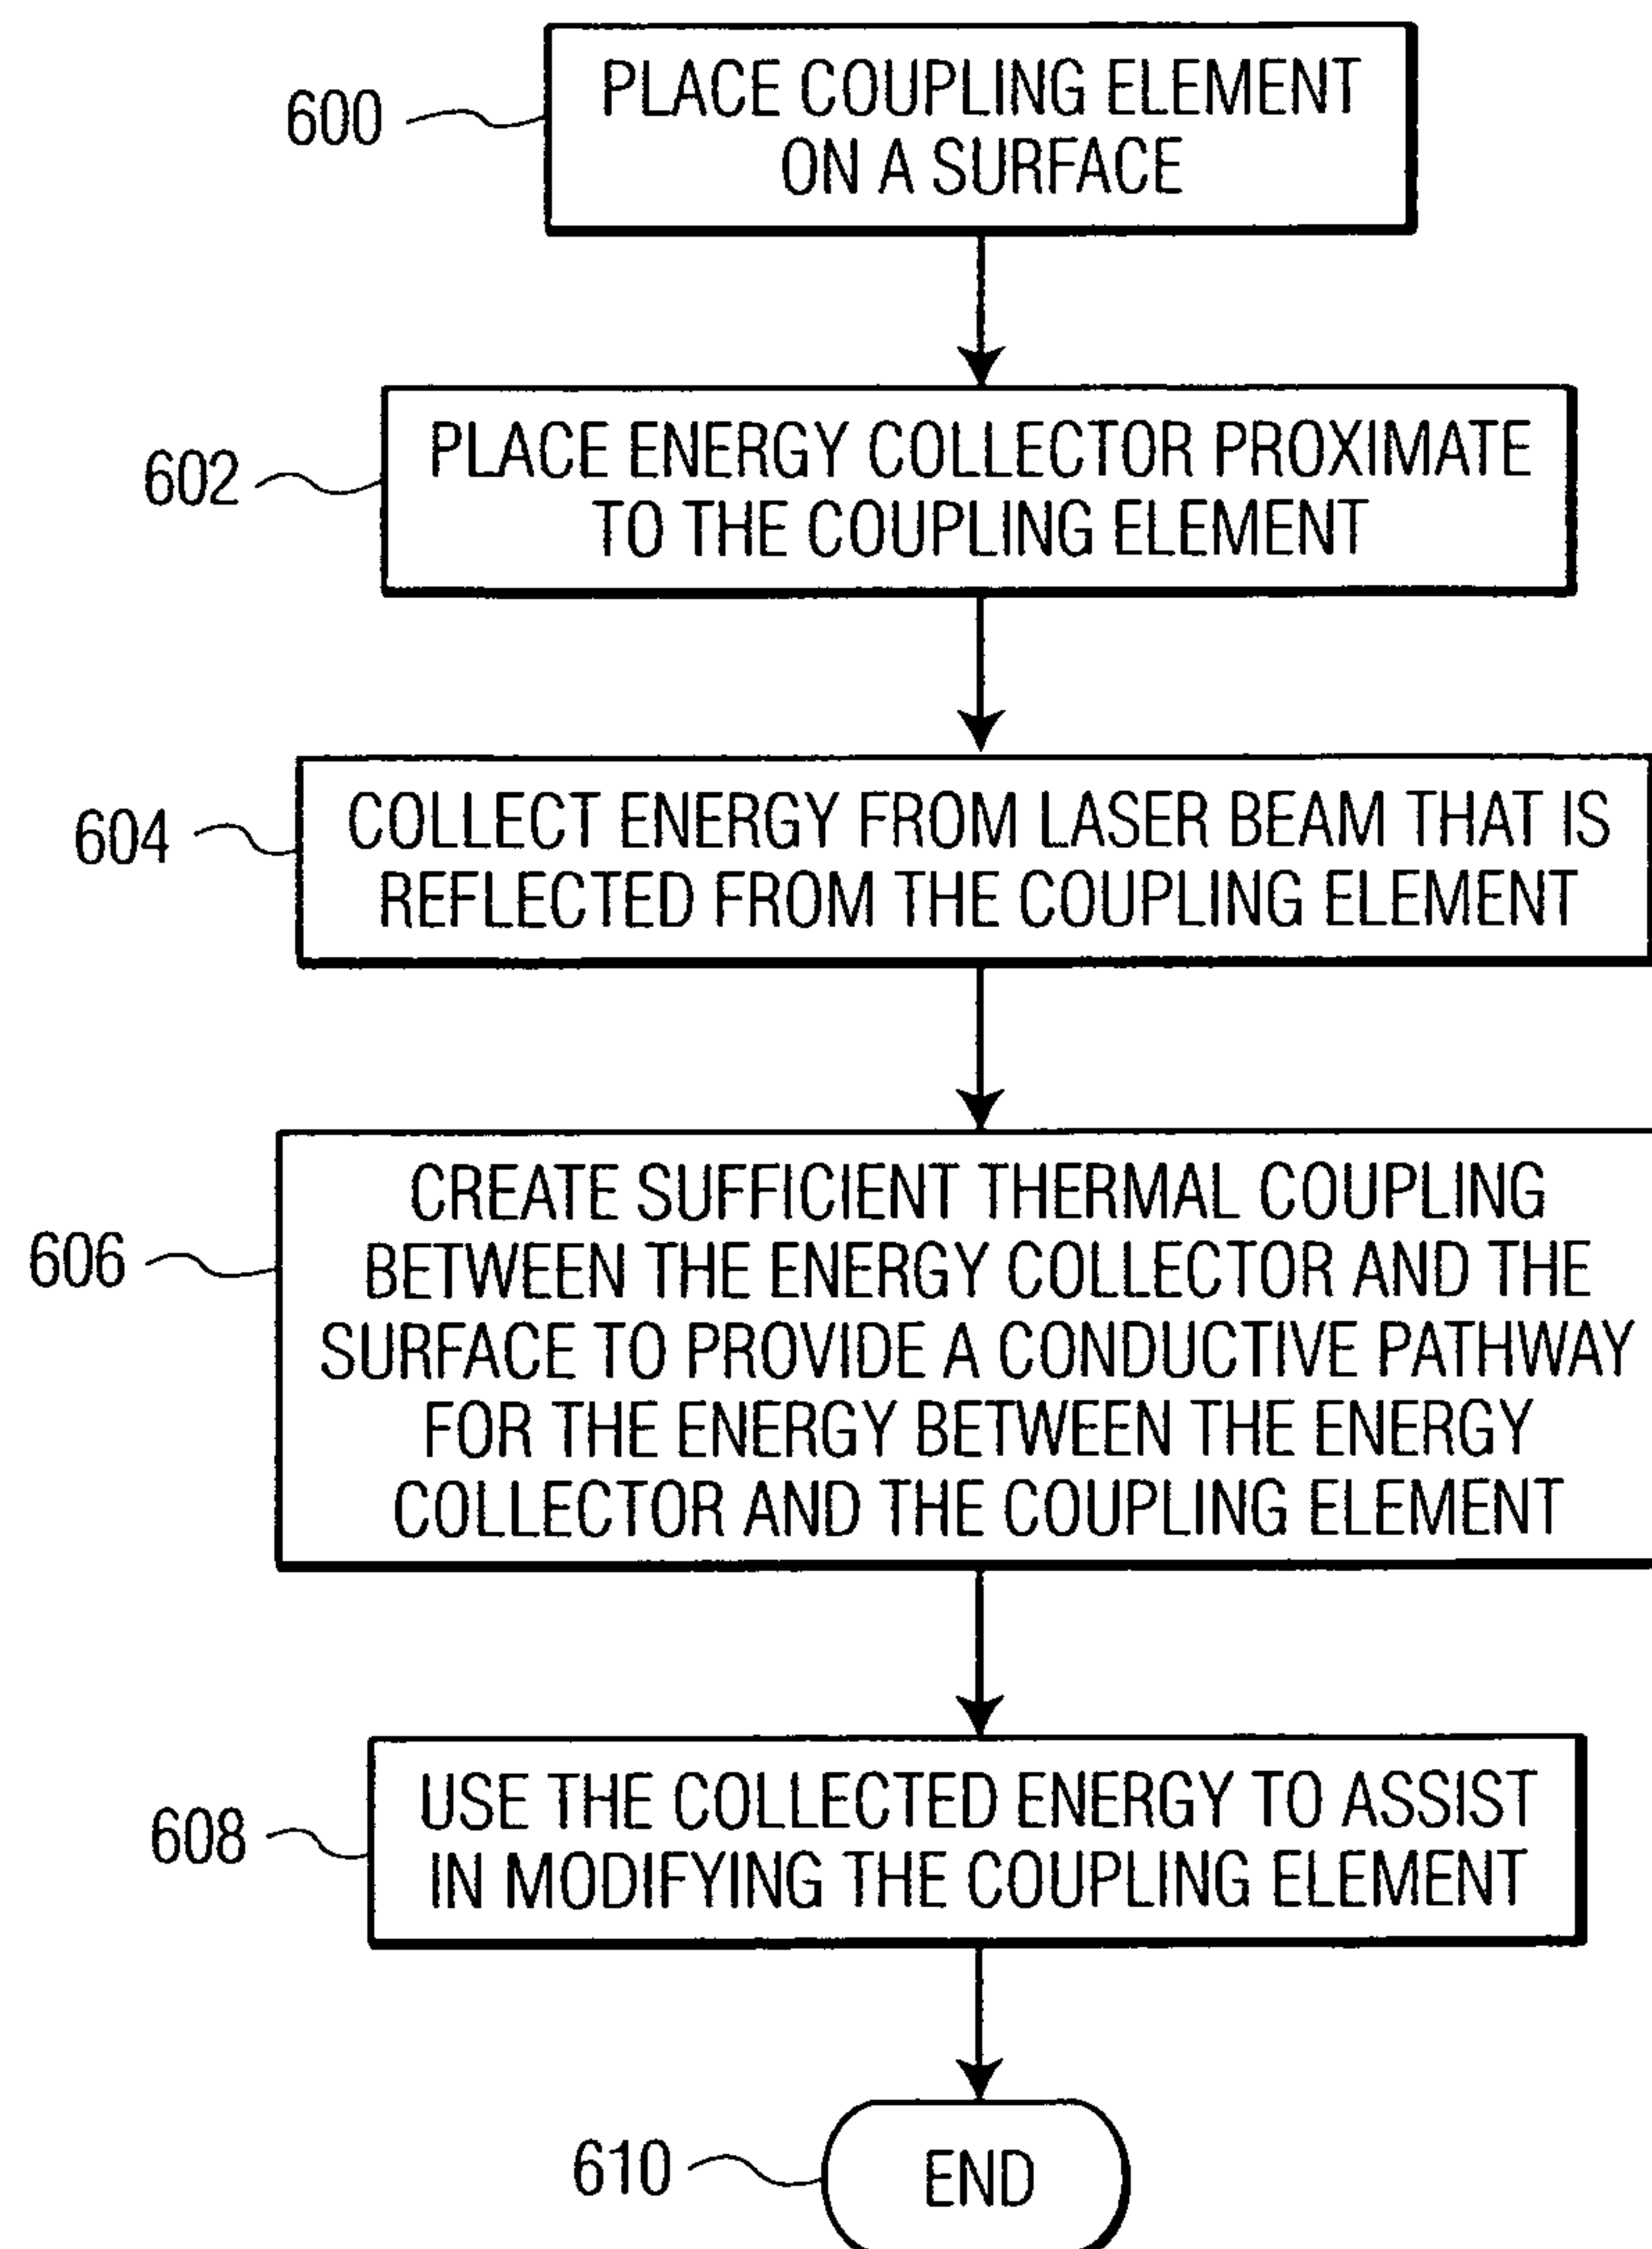 600
PLACE COUPLING ELEMENT
ON A SURFACE
602
PLACE ENERGY COLLECTOR PROXIMATE
TO THE COUPLING ELEMENT
604
COLLECT ENERGY FROM LASER BEAM THAT IS
REFLECTED FROM THE COUPLING ELEMENT
606
CREATE SUFFICIENT THERMAL COUPLING
BETWEEN THE ENERGY COLLECTOR AND THE
SURFACE TO PROVIDE A CONDUCTIVE PATHWAY
FOR THE ENERGY BETWEEN THE ENERGY
COLLECTOR AND THE COUPLING ELEMENT
608
USE THE COLLECTED ENERGY TO ASSIST
IN MODIFYING THE COUPLING ELEMENT
610
END